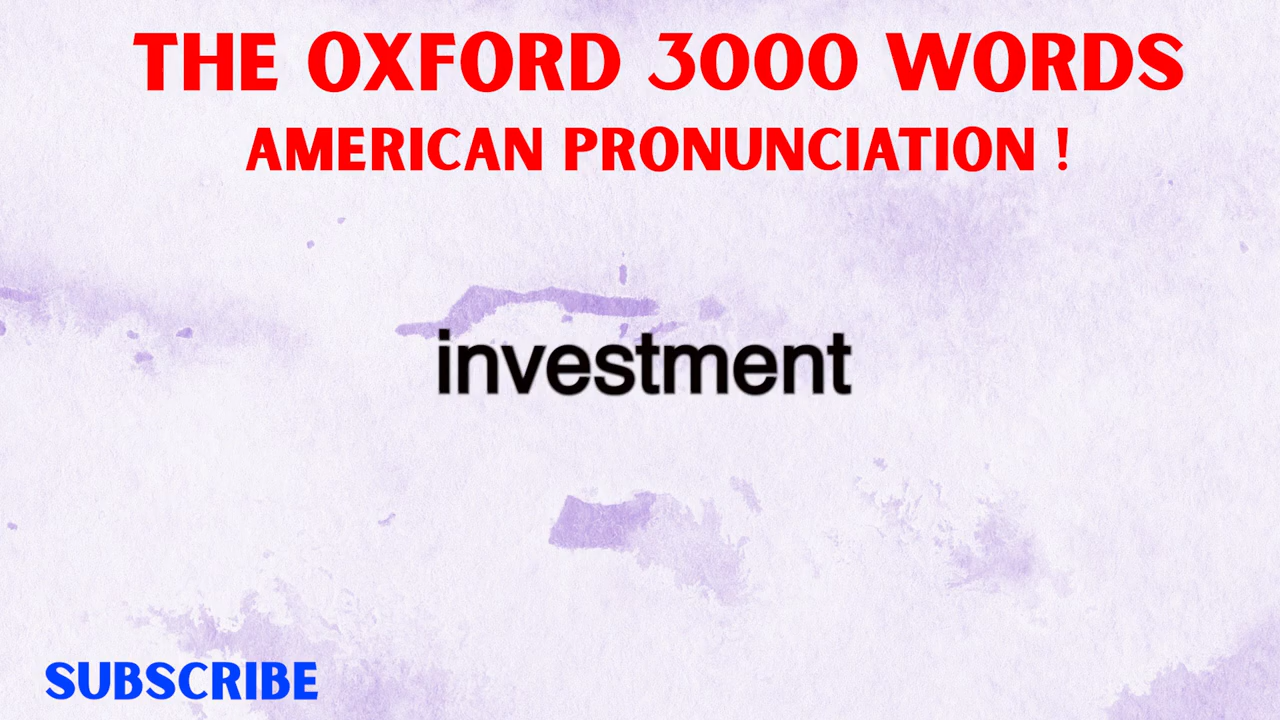 THE OXFORD 3000 WORDS
AMERICAN PRONUNCIATION !
investment
SUBSCRIBE